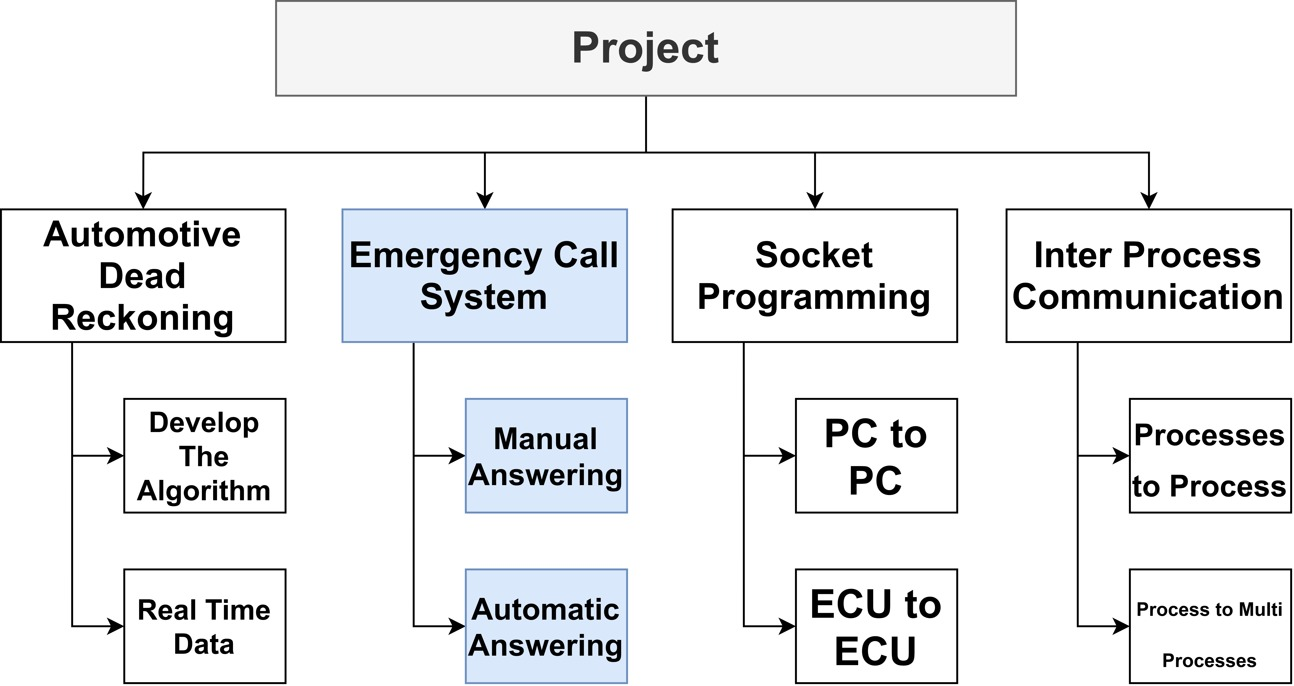 Project
Automotive
Dead
Reckoning
Emergency Call
System
Socket
Programming
Inter Process
Communication
Develop
The
Algorithm
Manual
Answering
PC to
PC
Processes
to Process
Real Time
Data
Automatic
Answering
ECU to
ECU
Process to Multi
Processes